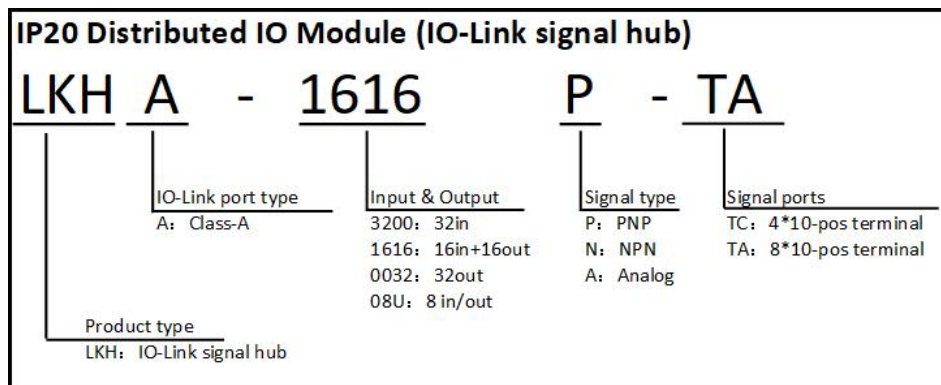 IP20 Distributed IO Module (IO-Link signal hub)
LKH A - 1616 P - TA
IO-Link port type
A： Class-A
Input & Output
3200： 32in
1616： 16in+16out
0032： 32out
08U： 8 in/out
Signal type
P： PNP
N： NPN
A： Analog
Signal ports
TC： 4*10-pos terminal
TA： 8*10-pos terminal
Product type
LKH： IO-Link signal hub